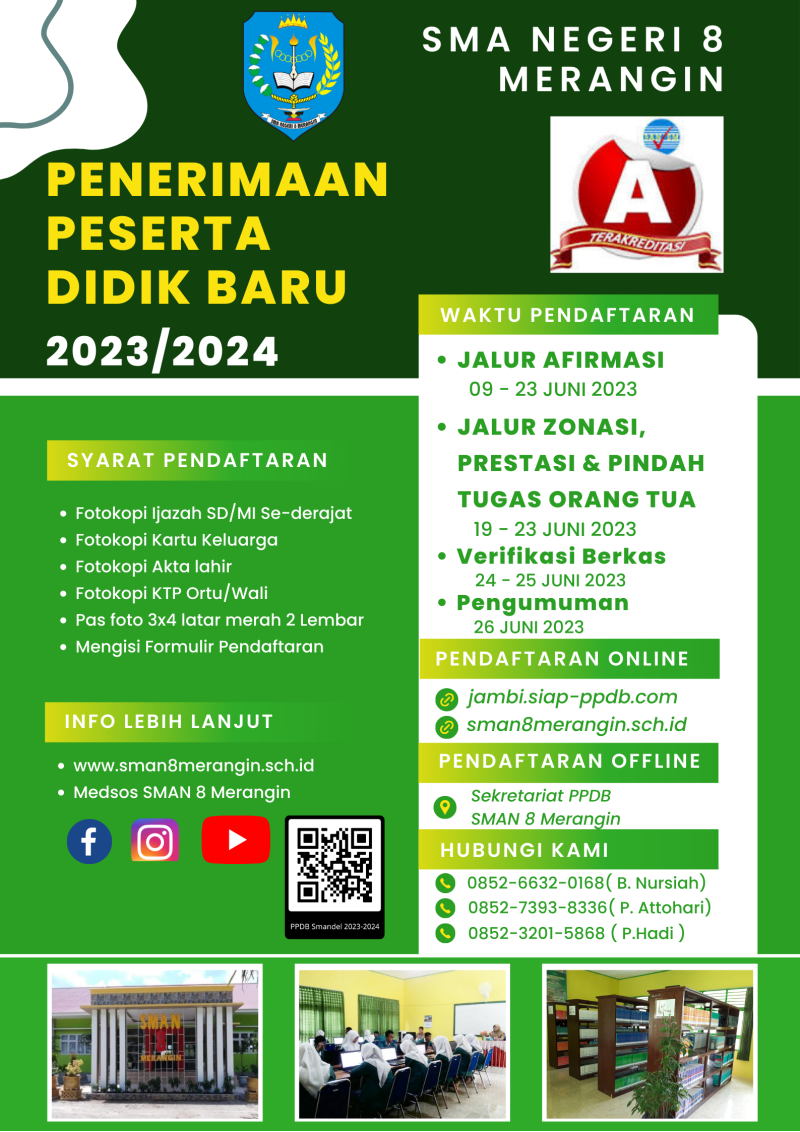 SMA NEGERI 8 MERANGIN
SMA NEGERI 8
MERANGIN
A
TERAKREDITASI
PENERIMAAN
PESERTA
DIDIK BARU
2023/2024
WAKTU PENDAFTARAN
• JALUR AFIRMASI
09 - 23 JUNI 2023
• JALUR ZONASI,
PRESTASI & PINDAH
TUGAS ORANG TUA
19 - 23 JUNI 2023
• Verifikasi Berkas
24 - 25 JUNI 2023
• Pengumuman
26 JUNI 2023
SYARAT PENDAFTARAN
• Fotokopi Ijazah SD/MI Se-derajat
• Fotokopi Kartu Keluarga
• Fotokopi Akta lahir
• Fotokopi KTP Ortu/Wali
• Pas foto 3x4 latar merah 2 Lembar
• Mengisi Formulir Pendaftaran
INFO LEBIH LANJUT
• www.sman8merangin.sch.id
• Medsos SMAN 8 Merangin
PPDB Smandel 2023-2024
PENDAFTARAN ONLINE
jambi.siap-ppdb.com
sman8merangin.sch.id
PENDAFTARAN OFFLINE
Sekretariat PPDB
SMAN 8 Merangin
HUBUNGI KAMI
0852-6632-0168( B. Nursiah)
0852-7393-8336( P. Attohari)
0852-3201-5868 ( P.Hadi )
SMAN
8
MERANGIN